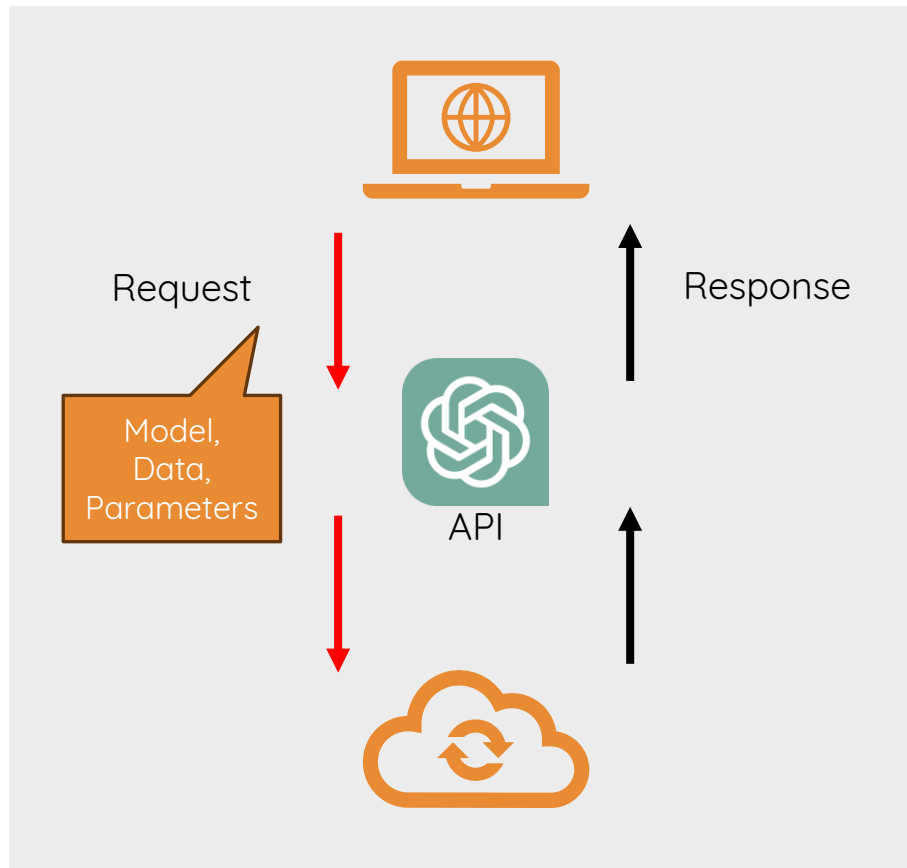 Request
Response
Model,
Data,
Parameters
API